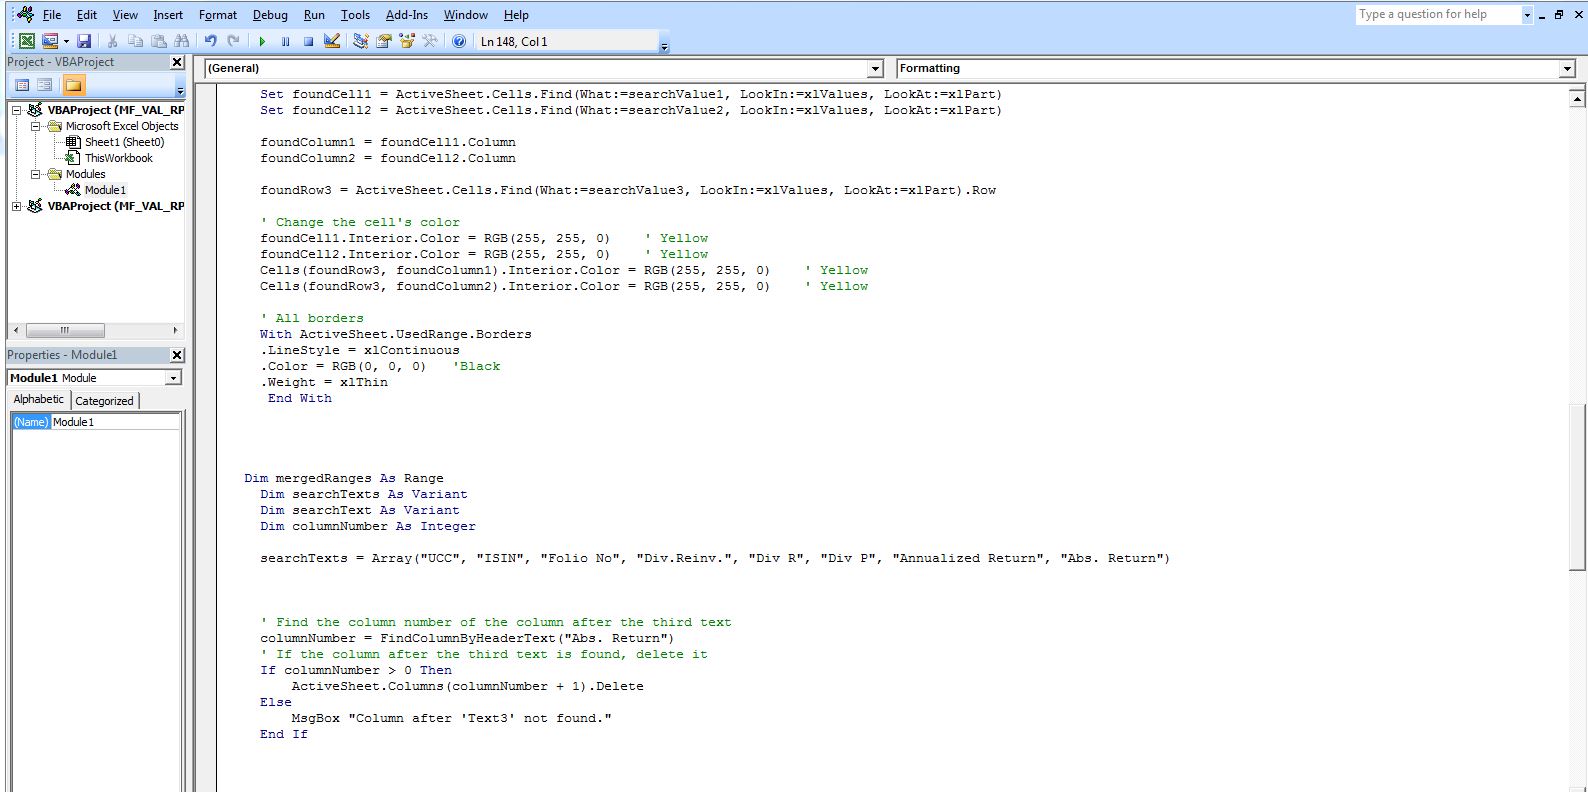 File Edit View Insert Format Debug Run Tools Add-Ins Window Help
Type a question for help
Ln 148, Col 1
Project - VBAProject
VBAProject (MF_VAL_RP
Microsoft Excel Objects
Sheet1 (Sheet0)
ThisWorkbook
Modules
Module1
VBAProject (MF_VAL_RP
Properties - Module1
Module1 Module
Alphabetic Categorized
(Name) Module1
(General)
Formatting
Set foundCell1 = ActiveSheet.Cells.Find(What:=searchValue1, LookIn:=xlValues, LookAt:=xlPart)
Set foundCell2 = ActiveSheet.Cells.Find(What:=searchValue2, LookIn:=xlValues, LookAt:=xlPart)
foundColumn1 = foundCell1.Column
foundColumn2 = foundCell2.Column
foundRow3 = ActiveSheet.Cells.Find(What:=searchValue3, LookIn:=xlValues, LookAt:=xlPart).Row
' Change the cell's color
foundCell1.Interior.Color = RGB(255, 255, 0) ' Yellow
foundCell2.Interior.Color = RGB(255, 255, 0) ' Yellow
Cells(foundRow3, foundColumn1).Interior.Color = RGB(255, 255, 0) ' Yellow
Cells(foundRow3, foundColumn2).Interior.Color = RGB(255, 255, 0) ' Yellow
' All borders
With ActiveSheet.UsedRange.Borders
.LineStyle = xlContinuous
.Color = RGB(0, 0, 0) 'Black
.Weight = xlThin
End With
Dim mergedRanges As Range
Dim searchTexts As Variant
Dim searchText As Variant
Dim columnNumber As Integer
searchTexts = Array("UCC", "ISIN", "Folio No", "Div.Reinv.", "Div R", "Div P", "Annualized Return", "Abs. Return")
' Find the column number of the column after the third text
columnNumber = FindColumnByHeaderText("Abs. Return")
' If the column after the third text is found, delete it
If columnNumber > 0 Then
ActiveSheet.Columns(columnNumber + 1).Delete
Else
MsgBox "Column after 'Text3' not found."
End If